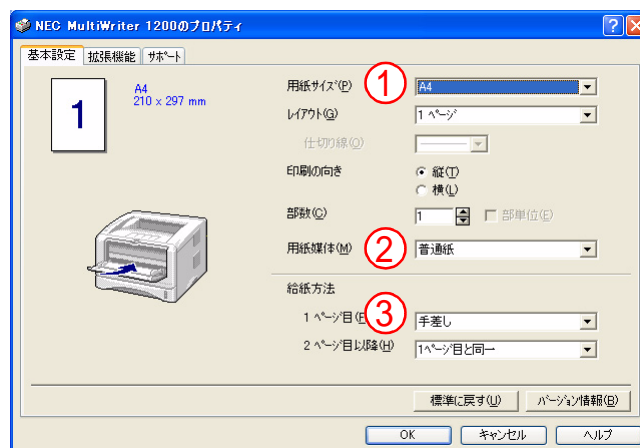 NEC MultiWriter 1200のプロパティ
基本設定 拡張機能 サポート
1
A4
210 x 297 mm
用紙サイズ(P) ① A4
レイアウト(G) 1 ページ
仕切り線(O)
印刷の向き 縦(T)
横(L)
部数(C) 1 部単位(E)
用紙媒体(M) ② 普通紙
給紙方法
1 ページ目( ③ 手差し
2 ページ目以降(H) 1ページ目と同一
標準に戻す(U) バージョン情報(B)
OK キャンセル ヘルプ